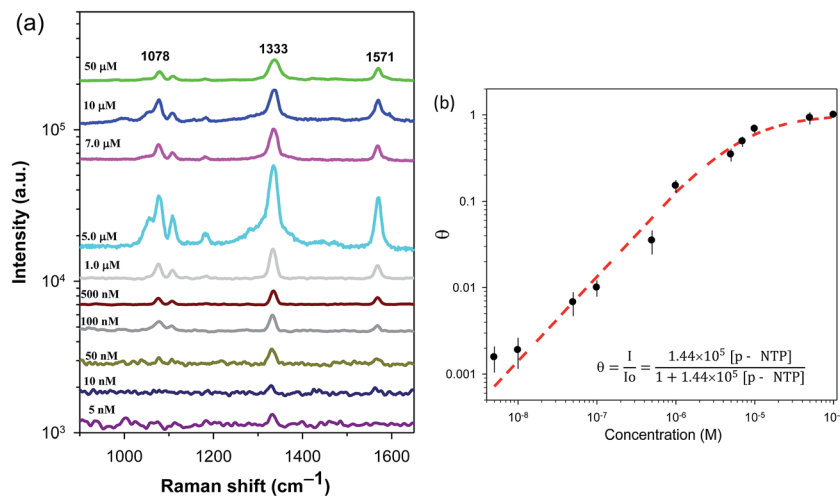 (a)
1078 1333 1571
50 μM
10 μM
7.0 μM
5.0 μM
1.0 μM
500 nM
100 nM
50 nM
10 nM
5 nM
10⁵
10⁴
10³
Intensity (a.u.)
1000 1200 1400 1600
Raman shift (cm⁻¹)
(b)
1
0.1
0.01
0.001
θ
θ = I/Io = 1.44×10⁵ [p - NTP] / 1 + 1.44×10⁵ [p - NTP]
10⁻⁸ 10⁻⁷ 10⁻⁶ 10⁻⁵ 10⁻
Concentration (M)